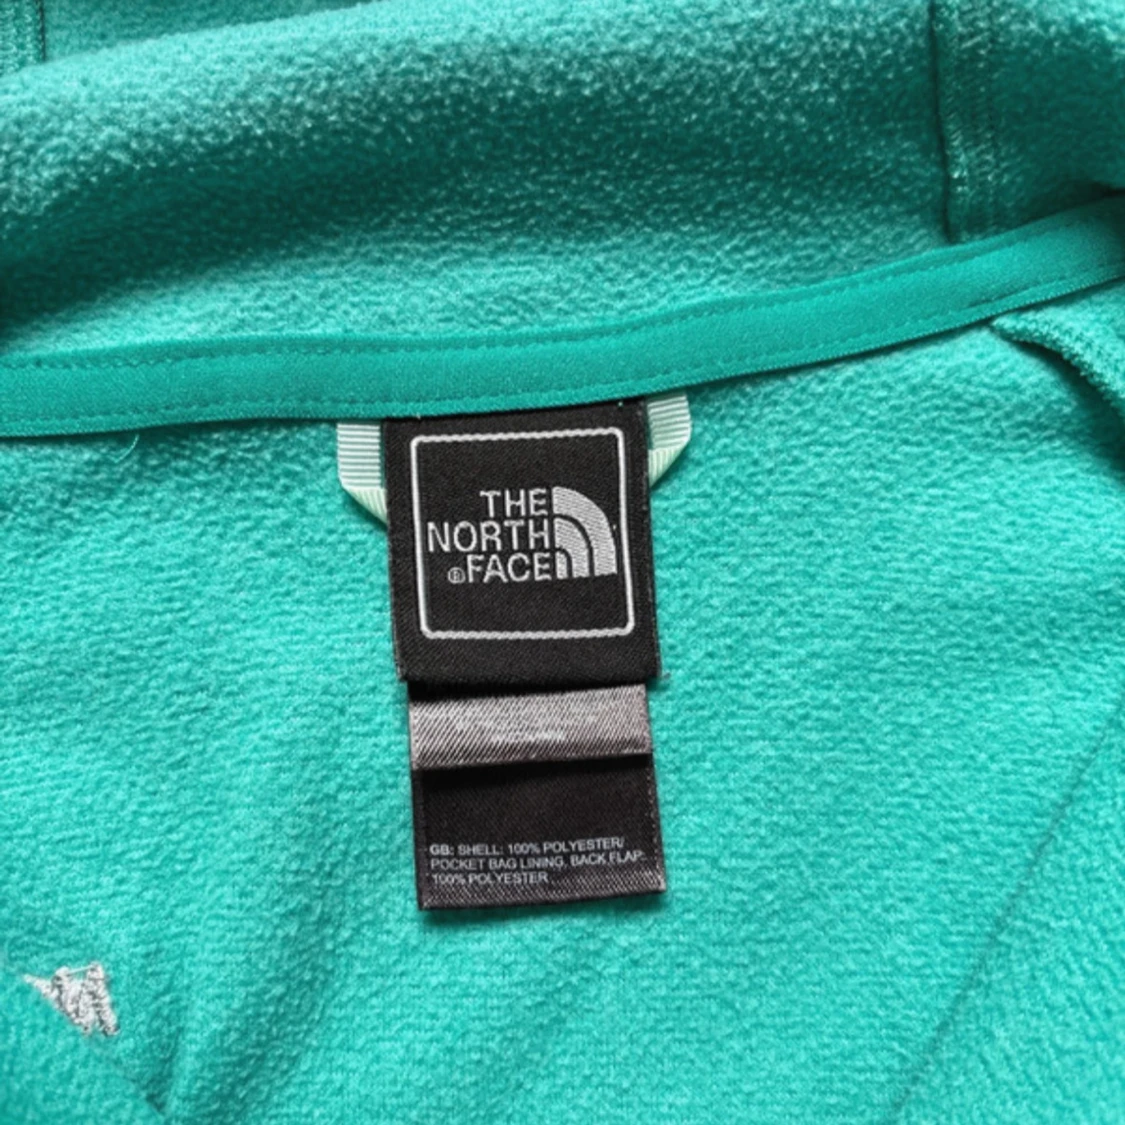 THE
NORTH
®FACE
GB: SHELL: 100% POLYESTER/
POCKET BAG LINING, BACK FLAP:
100% POLYESTER